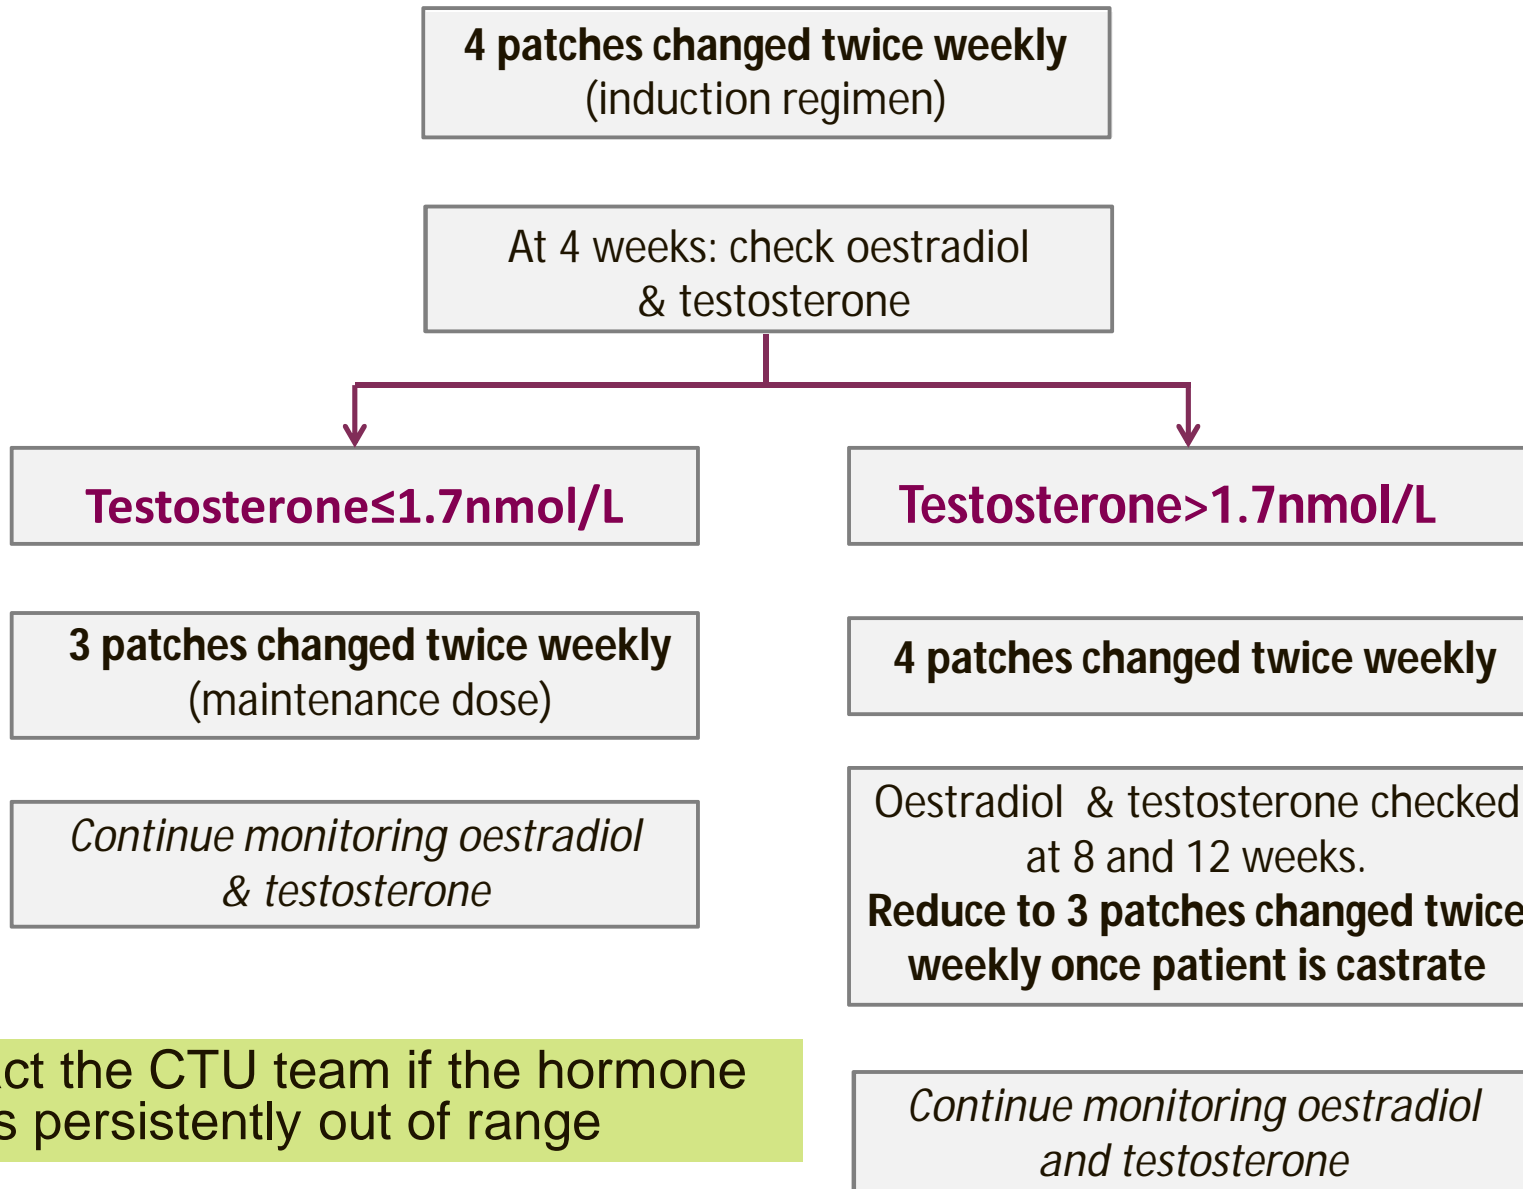 4 patches changed twice weekly
(induction regimen)
At 4 weeks: check oestradiol
& testosterone
Testosterone≤1.7nmol/L
Testosterone>1.7nmol/L
3 patches changed twice weekly
(maintenance dose)
4 patches changed twice weekly
Continue monitoring oestradiol
& testosterone
Oestradiol & testosterone checked
at 8 and 12 weeks.
Reduce to 3 patches changed twice
weekly once patient is castrate
the CTU team if the hormone
persistently out of range
Continue monitoring oestradiol
and testosterone